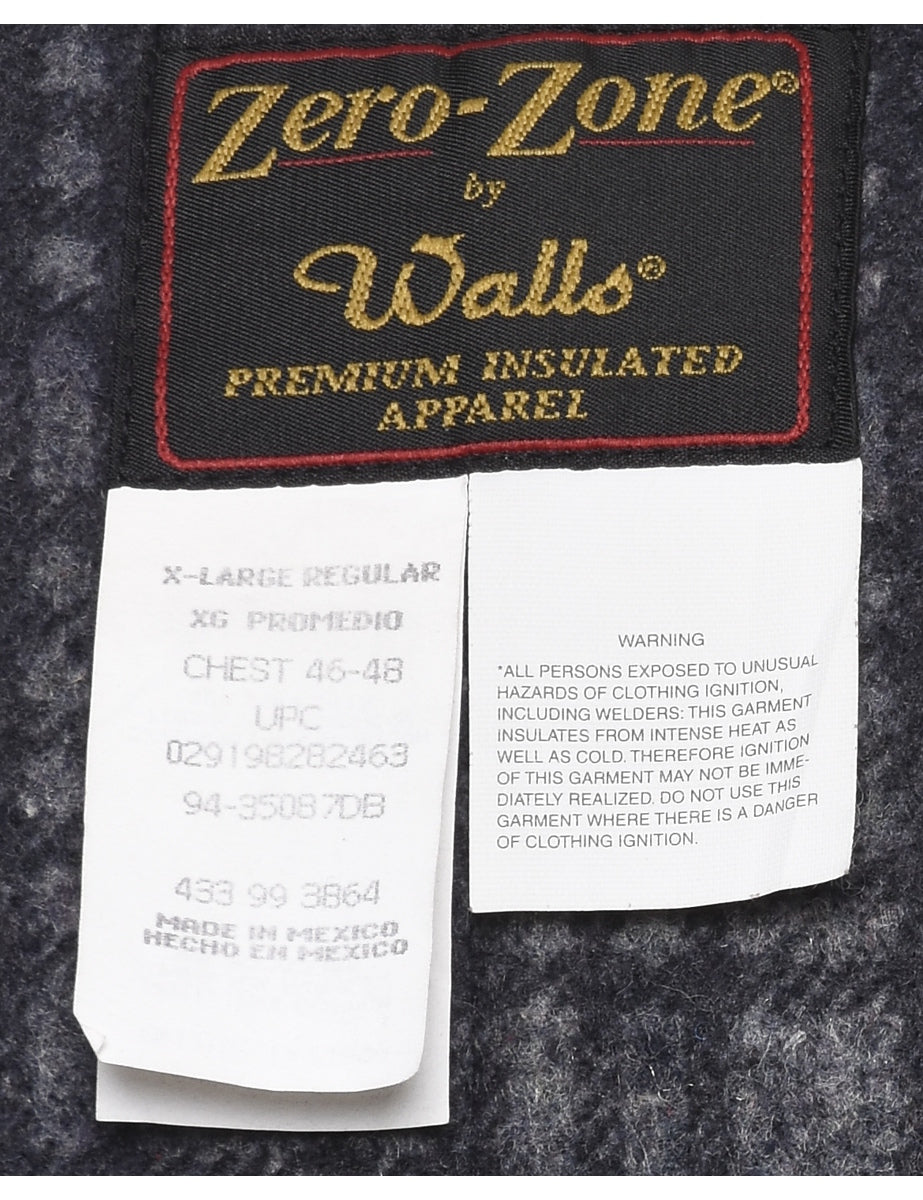 Zero-Zone®
by
Walls®
PREMIUM INSULATED
APPAREL
X-LARGE REGULAR
XG PROMEDIO
CHEST 46-48
UPC
029198282463
94-35087DB
433 99 3864
MADE IN MEXICO
HECHO EN MEXICO
WARNING
*ALL PERSONS EXPOSED TO UNUSUAL
HAZARDS OF CLOTHING IGNITION,
INCLUDING WELDERS: THIS GARMENT
INSULATES FROM INTENSE HEAT AS
WELL AS COLD. THEREFORE IGNITION
OF THIS GARMENT MAY NOT BE IMME-
DIATELY REALIZED. DO NOT USE THIS
GARMENT WHERE THERE IS A DANGER
OF CLOTHING IGNITION.